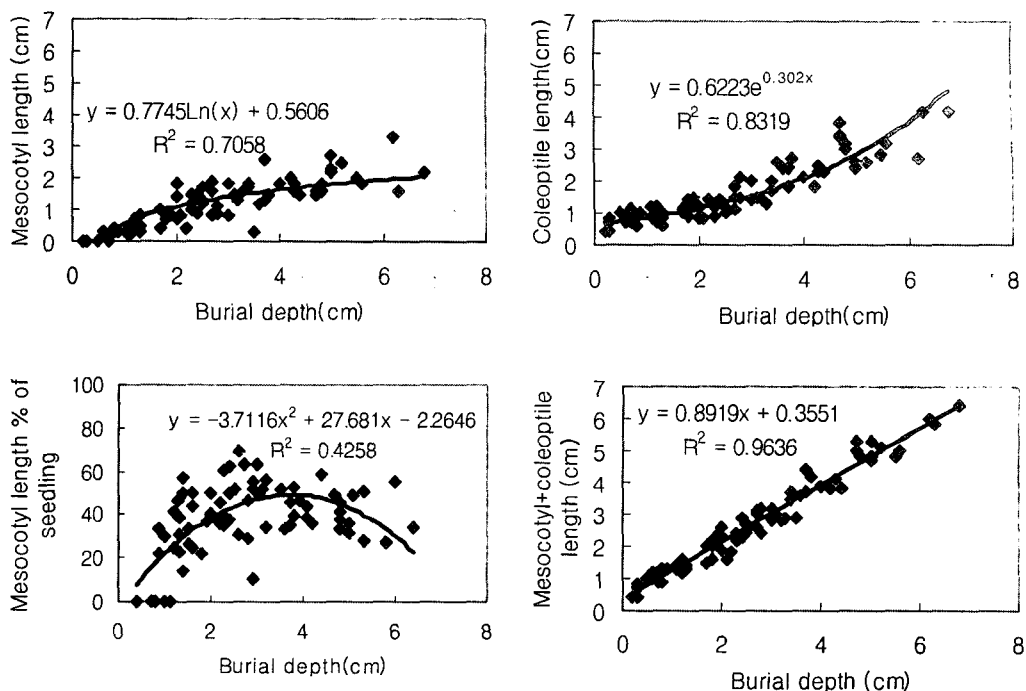 Mesocotyl length (cm)
7
6
5
4
3
2
1
0
y = 0.7745Ln(x) + 0.5606
R² = 0.7058
0 2 4 6 8
Burial depth(cm)
Coleoptile length(cm)
7
6
5
4
3
2
1
0
y = 0.6223e^0.302x
R² = 0.8319
0 2 4 6 8
Burial depth(cm)
Mesocotyl length % of
seedling
100
80
60
40
20
0
y = -3.7116x² + 27.681x - 2.2646
R² = 0.4258
0 2 4 6 8
Burial depth(cm)
Mesocotyl+coleoptile
length (cm)
7
6
5
4
3
2
1
0
y = 0.8919x + 0.3551
R² = 0.9636
0 2 4 6 8
Burial depth (cm)